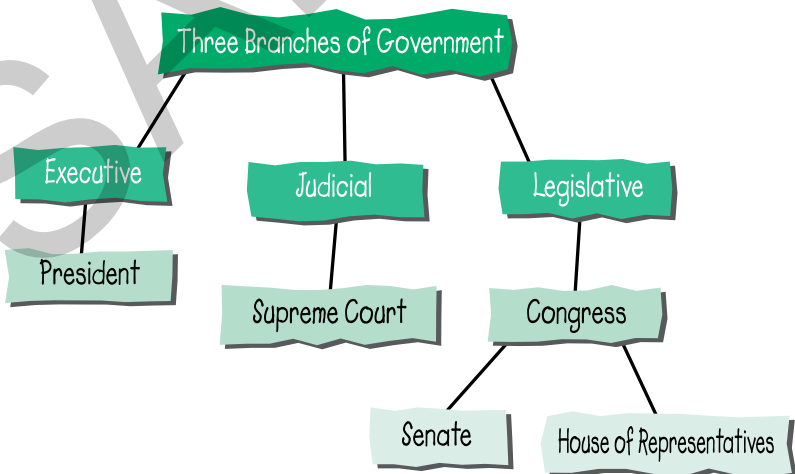 Three Branches of Government
Executive
Judicial
Legislative
President
Supreme Court
Congress
Senate
House of Representatives